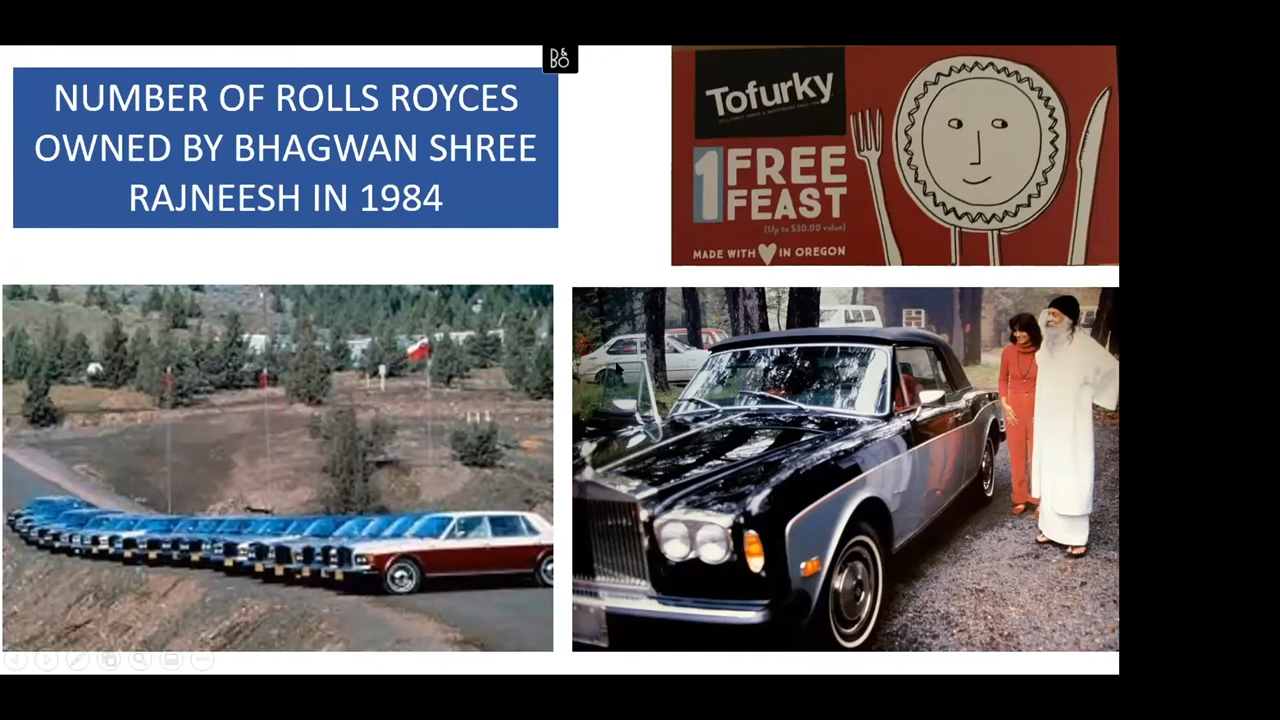 NUMBER OF ROLLS ROYCES
OWNED BY BHAGWAN SHREE
RAJNEESH IN 1984
D&
BO
Tofurky
1 FREE
FEAST
(Up to $30.00 value)
MADE WITH IN OREGON